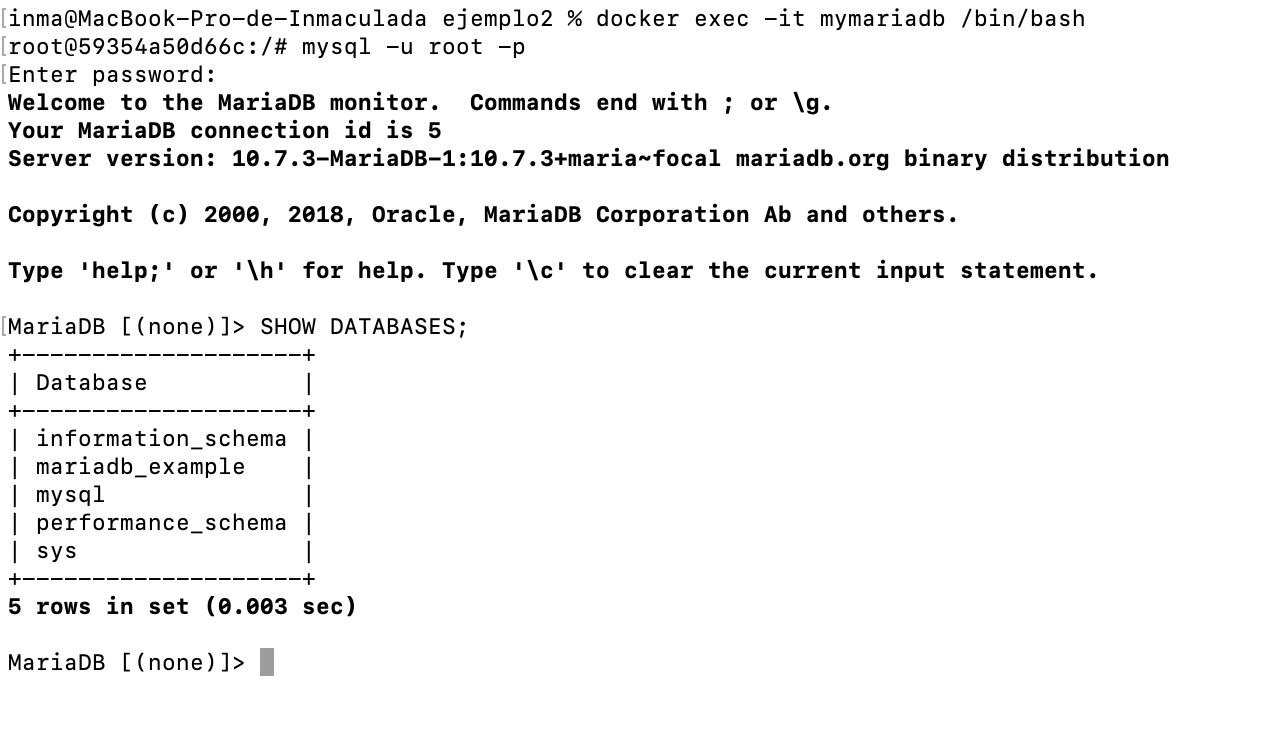 [inma@MacBook-Pro-de-Inmaculada ejemplo2 % docker exec -it mymariadb /bin/bash
[root@59354a50d66c:/# mysql -u root -p
[Enter password:
Welcome to the MariaDB monitor.  Commands end with ; or \g.
Your MariaDB connection id is 5
Server version: 10.7.3-MariaDB-1:10.7.3+maria~focal mariadb.org binary distribution

Copyright (c) 2000, 2018, Oracle, MariaDB Corporation Ab and others.

Type 'help;' or '\h' for help. Type '\c' to clear the current input statement.

[MariaDB [(none)]> SHOW DATABASES;
+--------------------+
| Database           |
+--------------------+
| information_schema |
| mariadb_example    |
| mysql              |
| performance_schema |
| sys                |
+--------------------+
5 rows in set (0.003 sec)

MariaDB [(none)]>